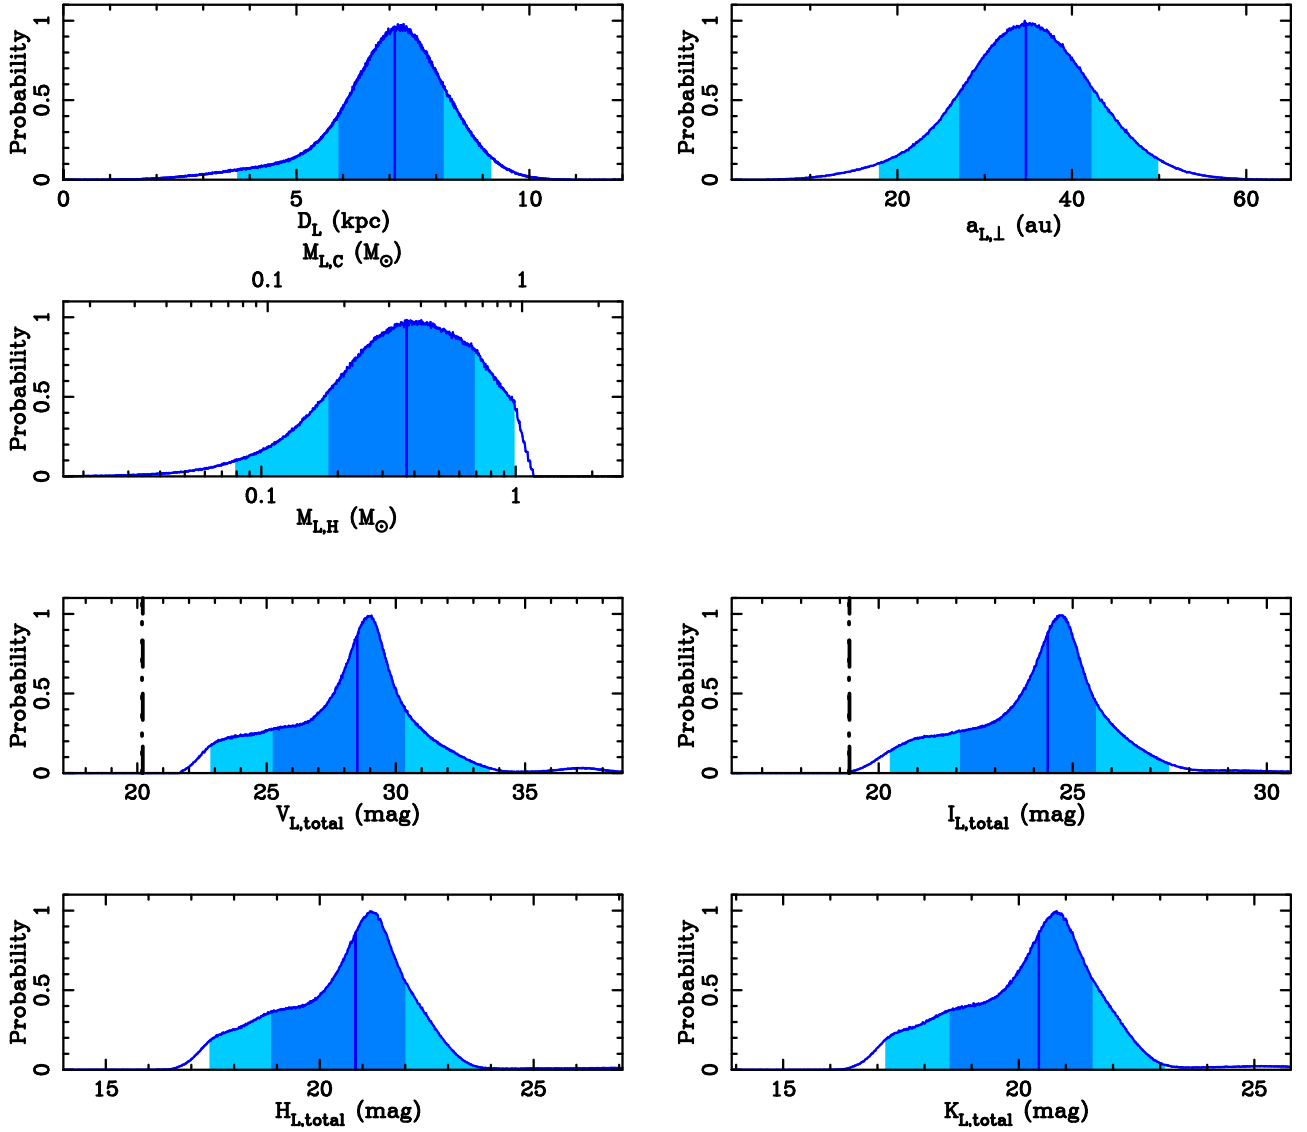 Probability
0 0.5 1
0 5 10
D_L (kpc)
Probability
0 0.5 1
20 40 60
a_L,⊥ (au)
M_L,C (M_⊙)
0.1 1
Probability
0 0.5 1
0.1 1
M_L,H (M_⊙)
Probability
0 0.5 1
20 25 30 35
V_L,total (mag)
Probability
0 0.5 1
20 25 30
I_L,total (mag)
Probability
0 0.5 1
15 20 25
H_L,total (mag)
Probability
0 0.5 1
15 20 25
K_L,total (mag)